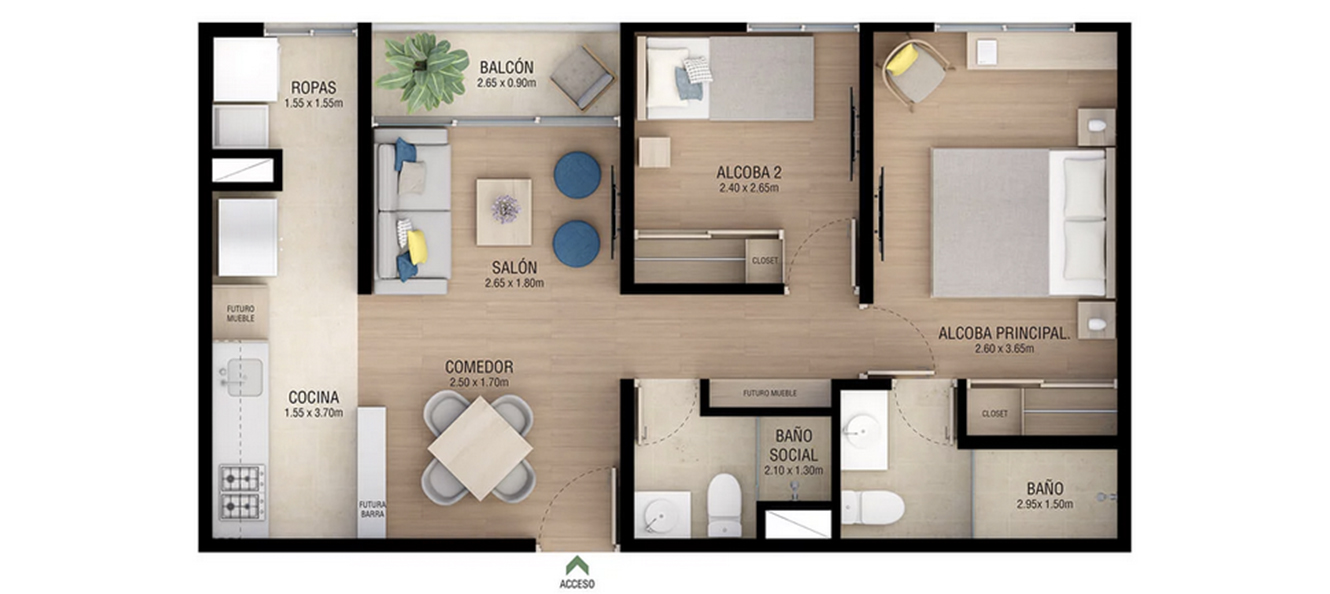 ROPAS
1.55 x 1.55m
BALCÓN
2.65 x 0.90m
ALCOBA 2
2.40 x 2.65m
CLOSET
SALÓN
2.65 x 1.80m
FUTURO
MUEBLE
ALCOBA PRINCIPAL.
2.60 x 3.65m
COMEDOR
2.50 x 1.70m
COCINA
1.55 x 3.70m
FUTURO MUEBLE
CLOSET
BAÑO
SOCIAL
2.10 x 1.30m
BAÑO
2.95x 1.50m
FUTURA
BARRA
ACCESO